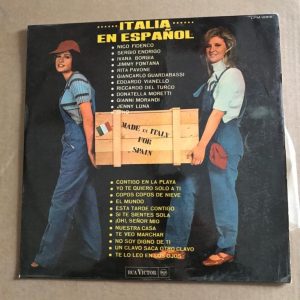 LPM-
......ITALIA......
EN ESPAÑOL
NICO FIDENCO
SERGIO ENDRIGO
IVANA BORGIA
JIMMY FONTANA
RITA PAVONE
GIANCARLO GUARDABASSI
EDOARDO VIANELLO
RICCARDO DEL TURCO
DONATELLA MORETTI
GIANNI MORANDI
JENNY LUNA
MADE in ITALY
FOR
SPAIN
CONTIGO EN LA PLAYA
YO TE QUIERO SOLO A TI
COPOS COPOS DE NIEVE
EL MUNDO
ESTA TARDE CONTIGO
SI TE SIENTES SOLA
¡OH!, SEÑOR MIO
NUESTRA CASA
TE VEO MARCHAR
NO SOY DIGNO DE TI
UN CLAVO SACA OTRO CLAVO
TE LO LEO EN LOS OJOS
RCA VICTOR